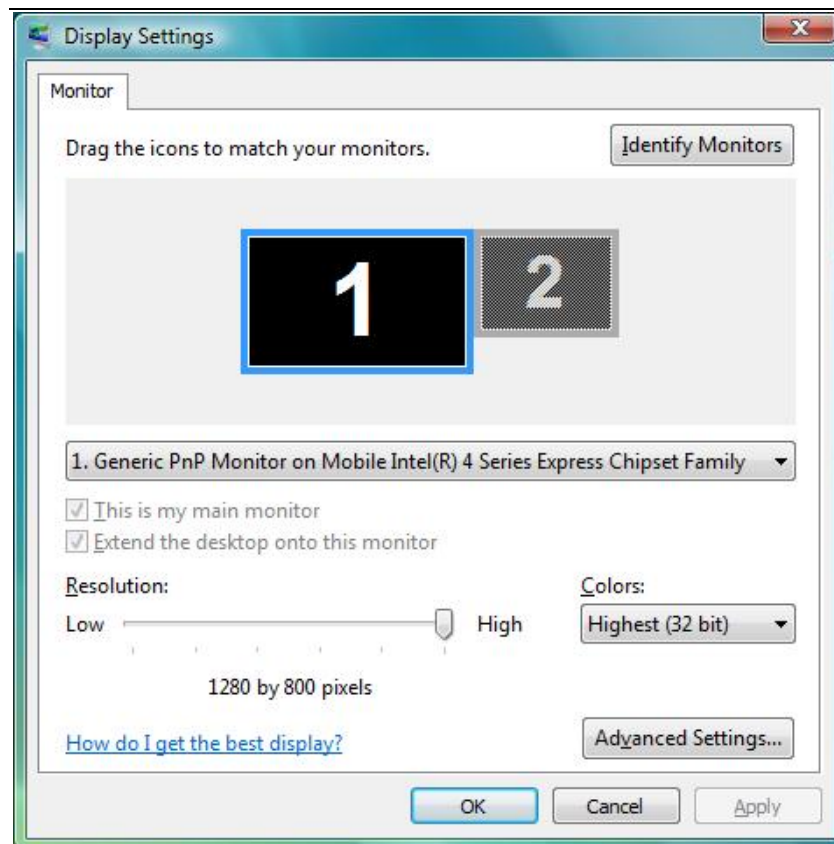 Display Settings
Monitor
Drag the icons to match your monitors.
Identify Monitors
1
2
1. Generic PnP Monitor on Mobile Intel(R) 4 Series Express Chipset Family
This is my main monitor
Extend the desktop onto this monitor
Resolution:
Colors:
Low
High
Highest (32 bit)
1280 by 800 pixels
How do I get the best display?
Advanced Settings...
OK
Cancel
Apply